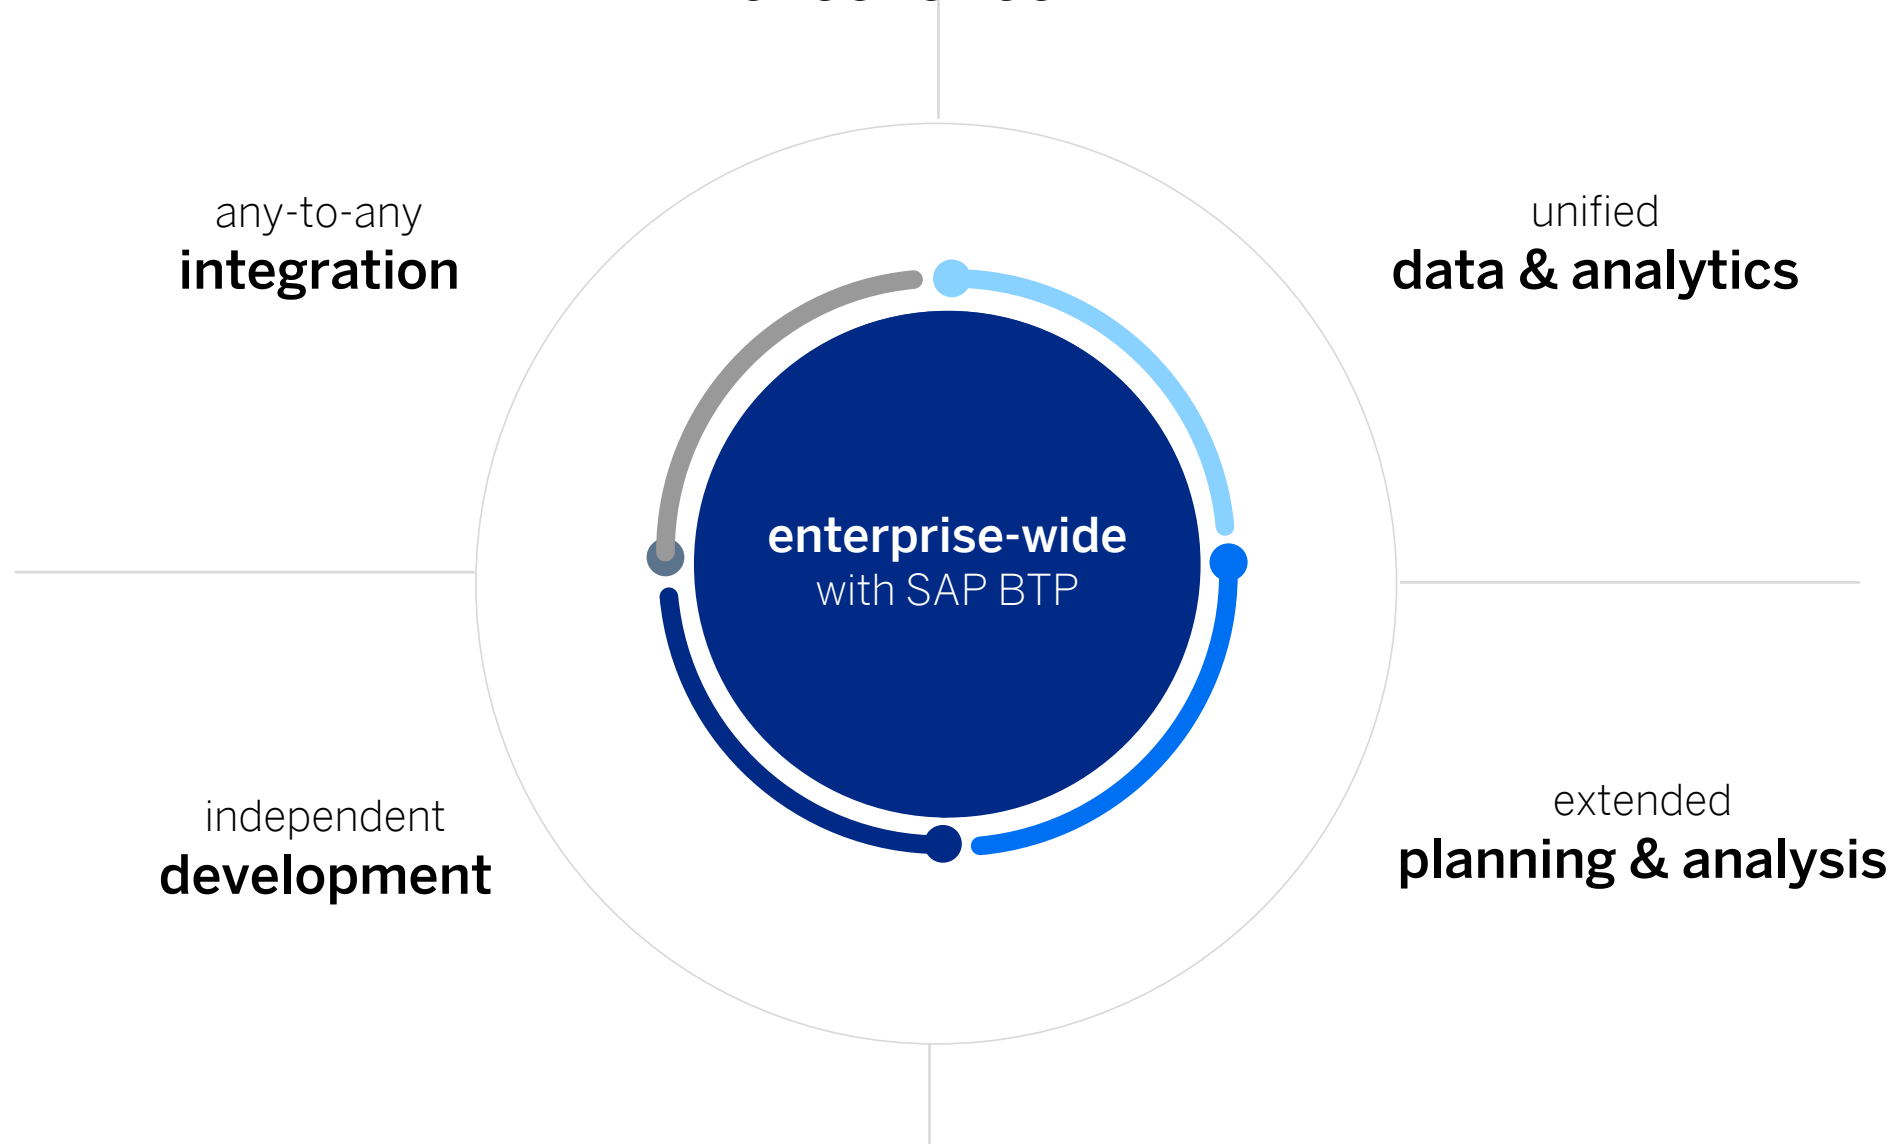 any-to-any
integration
unified
data & analytics
enterprise-wide
with SAP BTP
independent
development
extended
planning & analysis